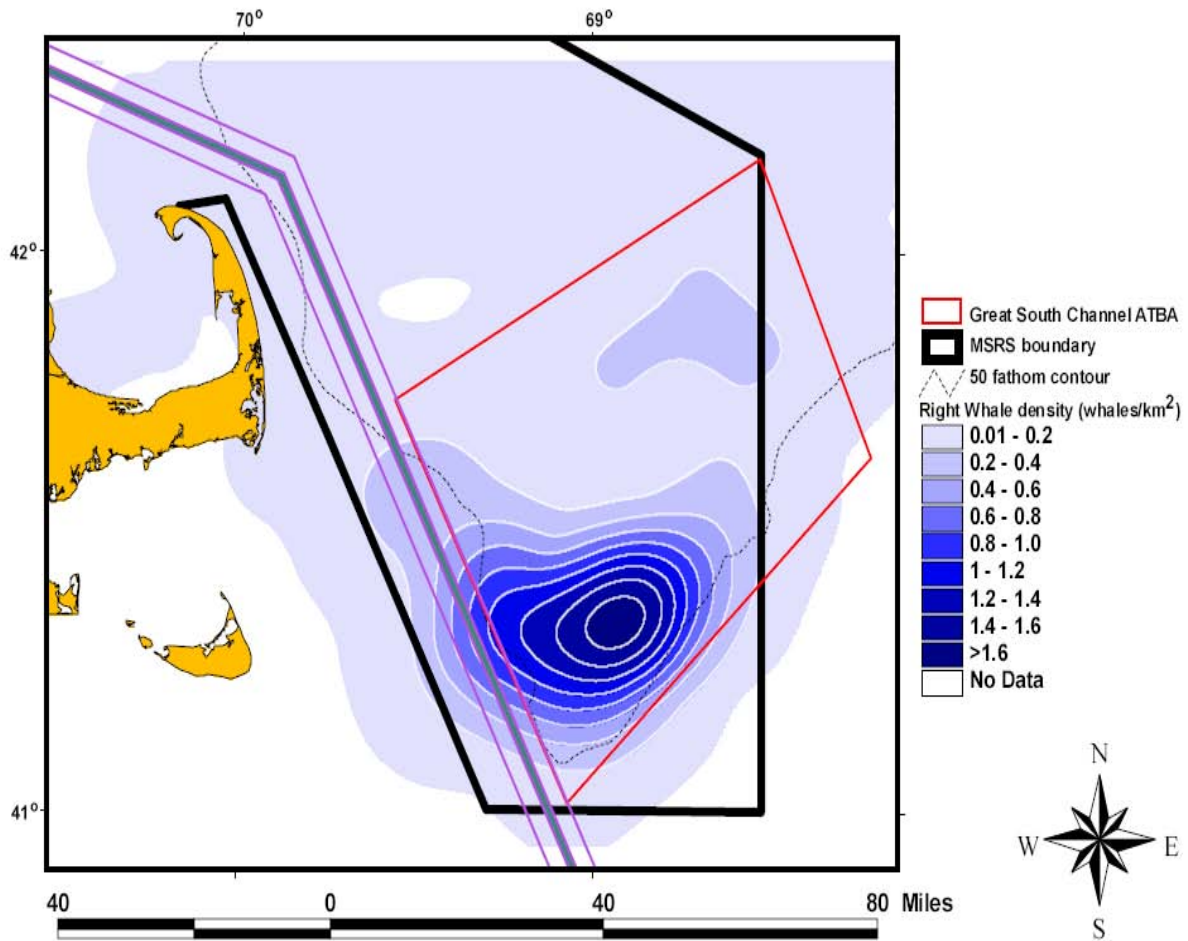 70° 69°
42°
41°
Great South Channel ATBA
MSRS boundary
50 fathom contour
Right Whale density (whales/km²)
0.01 - 0.2
0.2 - 0.4
0.4 - 0.6
0.6 - 0.8
0.8 - 1.0
1 - 1.2
1.2 - 1.4
1.4 - 1.6
>1.6
No Data
N
W E
S
40 0 40 80 Miles